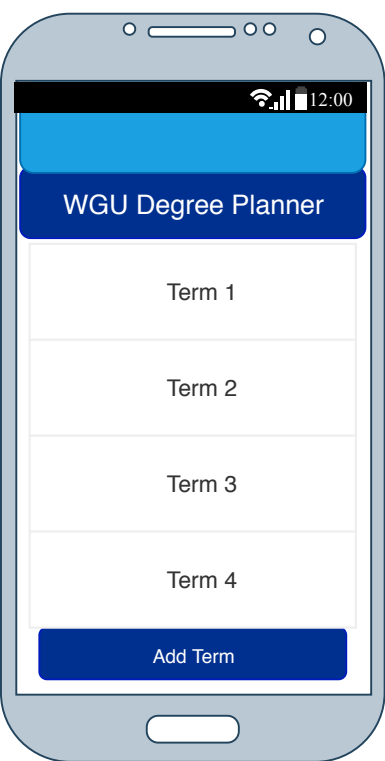 12:00
WGU Degree Planner
Term 1
Term 2
Term 3
Term 4
Add Term